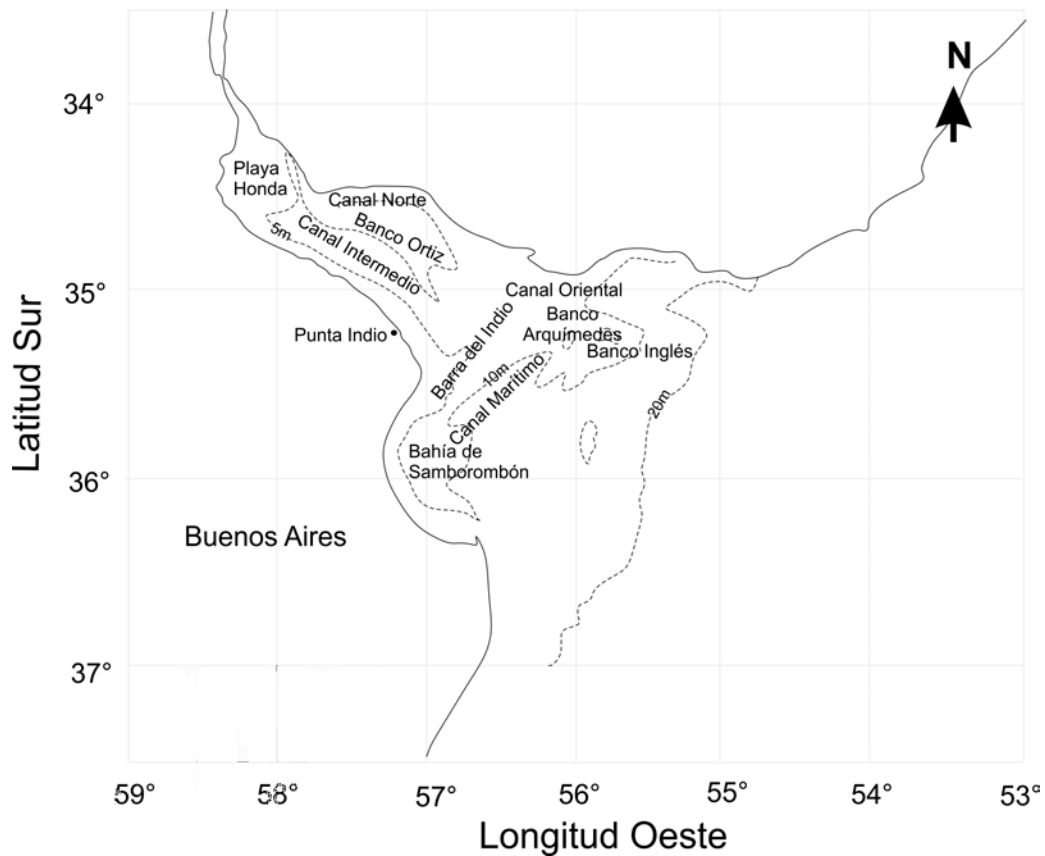 N
34°
Playa
Honda
Canal Norte
Banco Ortiz
5m
Canal Intermedio
35°
Canal Oriental
Banco
Arquímedes
Punta Indio
Barra del Indio
Banco Inglés
10m
Canal Marítimo
20m
Bahía de
Samborombón
36°
Buenos Aires
37°
Latitud Sur
59°
58°
57°
56°
55°
54°
53°
Longitud Oeste